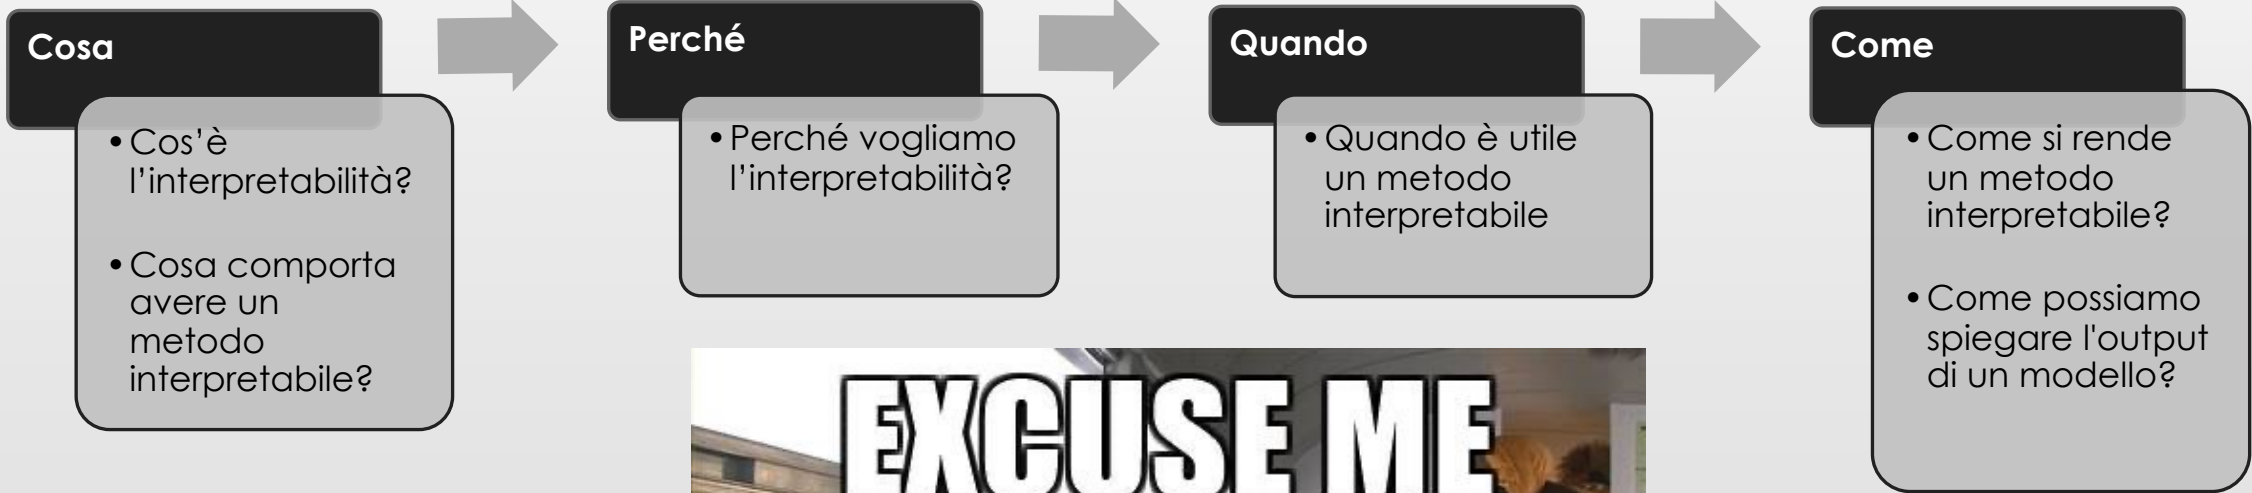 Cosa
• Cos’è
l’interpretabilità?
• Cosa comporta
avere un
metodo
interpretabile?
Perché
• Perché vogliamo
l’interpretabilità?
Quando
• Quando è utile
un metodo
interpretabile
Come
• Come si rende
un metodo
interpretabile?
• Come possiamo
spiegare l'output
di un modello?
EXCUSE ME